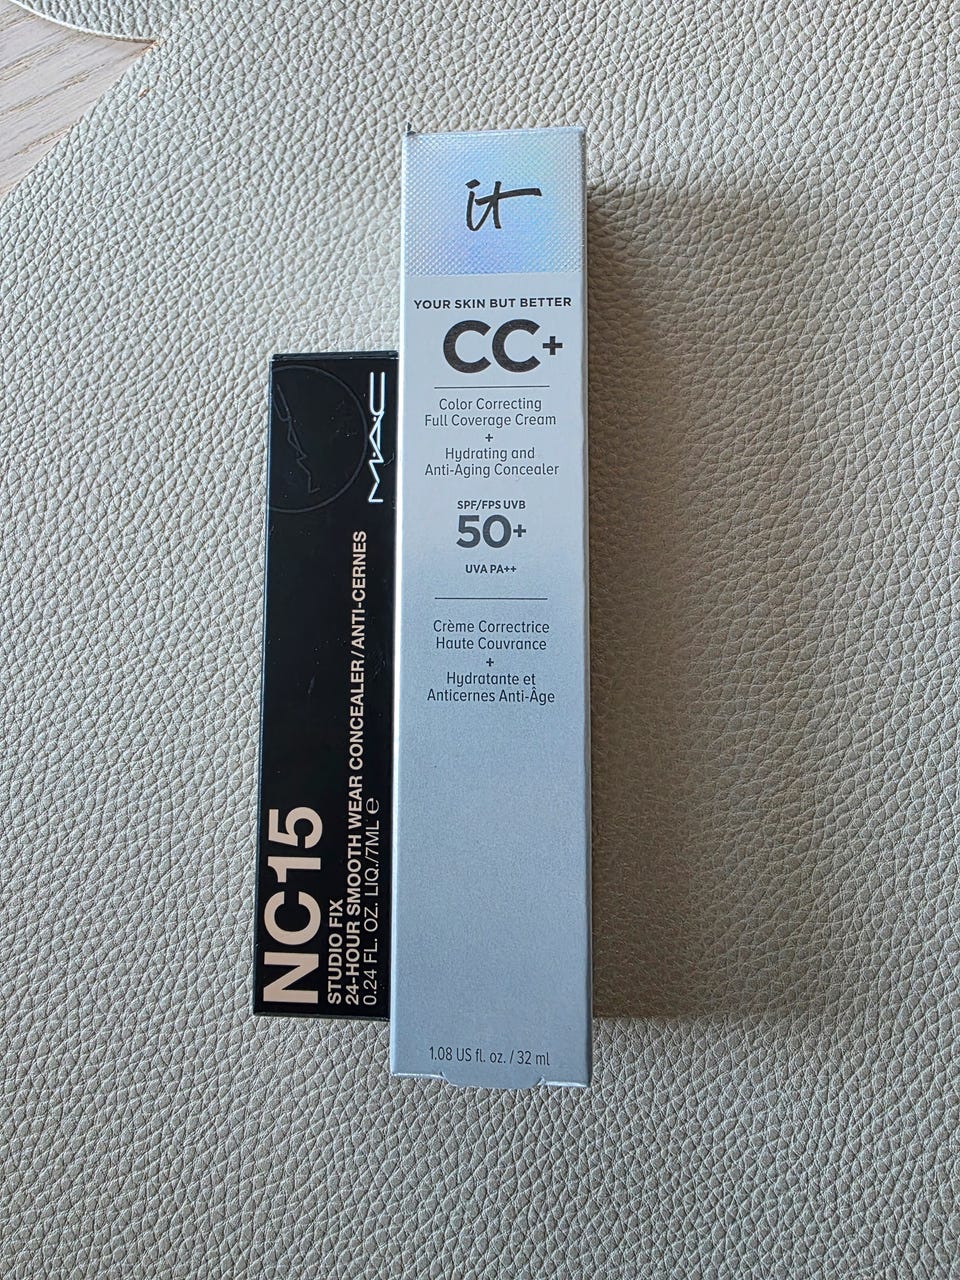 it
YOUR SKIN BUT BETTER
CC+
Color Correcting
Full Coverage Cream
+
Hydrating and
Anti-Aging Concealer
SPF/FPS UVB
50+
UVA PA++
Crème Correctrice
Haute Couvrance
+
Hydratante et
Anticernes Anti-Âge
1.08 US fl. oz. / 32 ml
MAC
NC15
STUDIO FIX
24-HOUR SMOOTH WEAR CONCEALER/ANTI-CERNES
0.24 FL. OZ. LIQ./7ML ℮